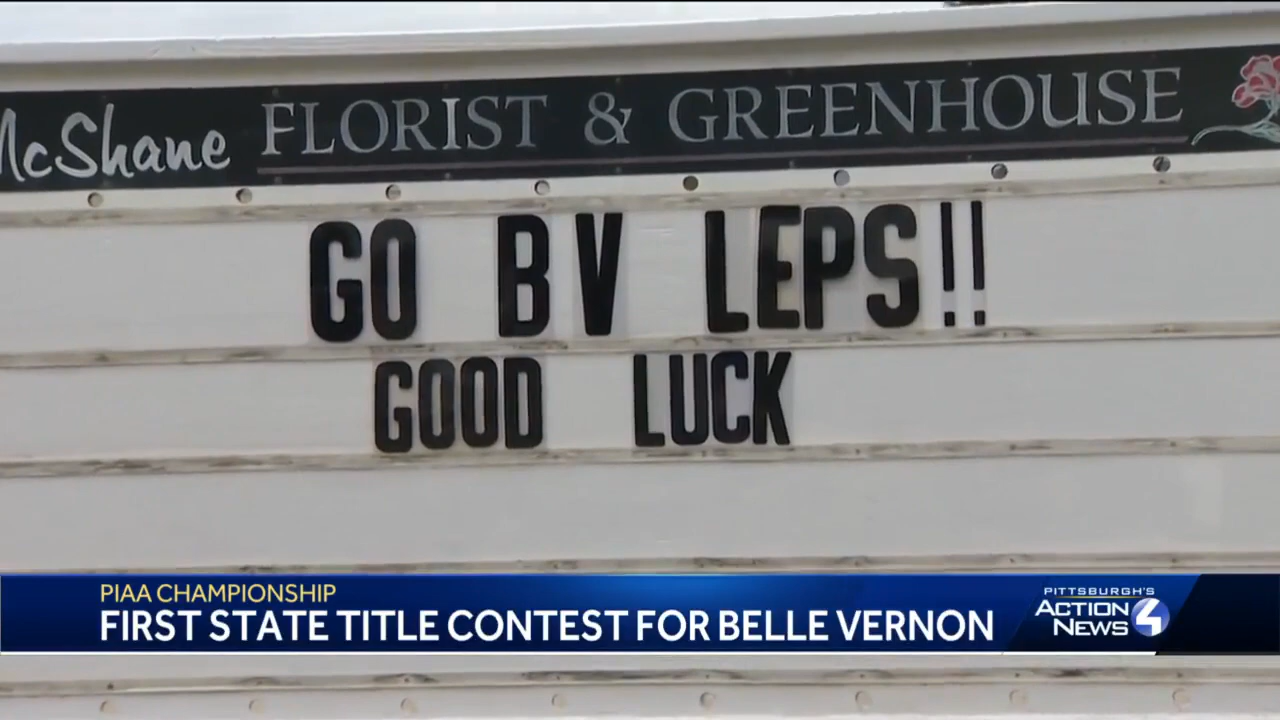 McShane FLORIST & GREENHOUSE
GO BV LEPS!!
GOOD LUCK
PIAA CHAMPIONSHIP
FIRST STATE TITLE CONTEST FOR BELLE VERNON
PITTSBURGH'S
ACTION
NEWS 4